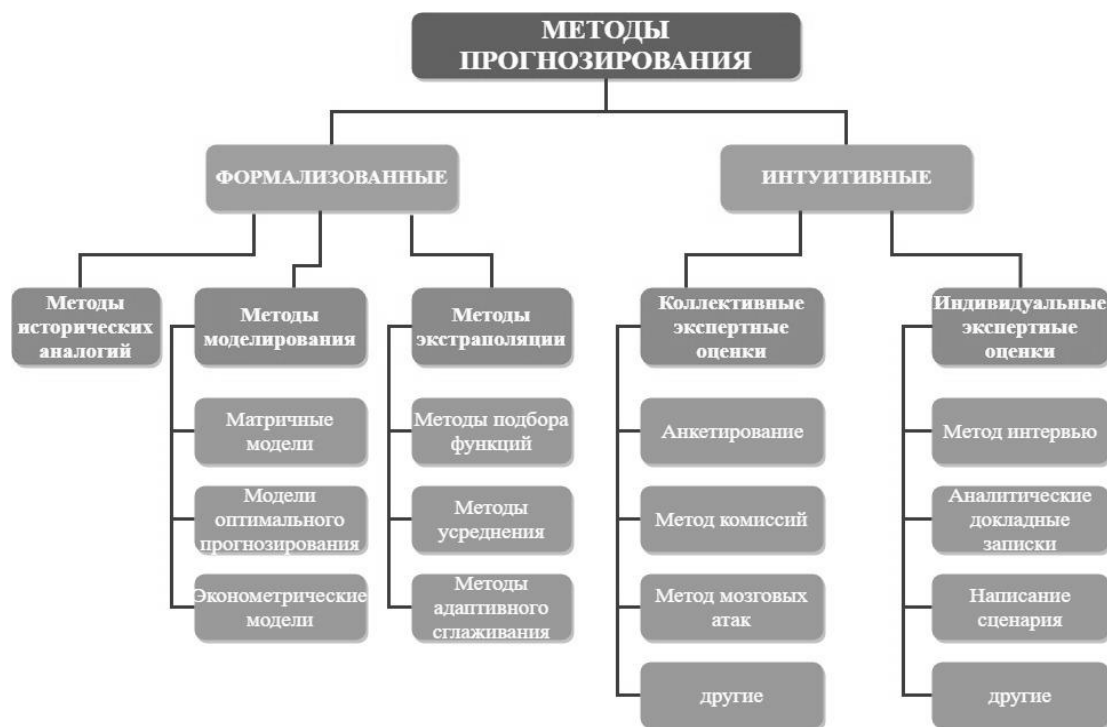 МЕТОДЫ
ПРОГНОЗИРОВАНИЯ
ФОРМАЛИЗОВАННЫЕ
ИНТУИТИВНЫЕ
Методы
исторических
аналогий
Методы
моделирования
Методы
экстраполяции
Коллективные
экспертные
оценки
Индивидуальные
экспертные
оценки
Матричные
модели
Методы подбора
функций
Анкетирование
Метод интервью
Модели
оптимального
прогнозирования
Методы
усреднения
Метод комиссий
Аналитические
докладные
записки
Эконометрические
модели
Методы
адаптивного
сглаживания
Метод мозговых
атак
Написание
сценария
другие
другие